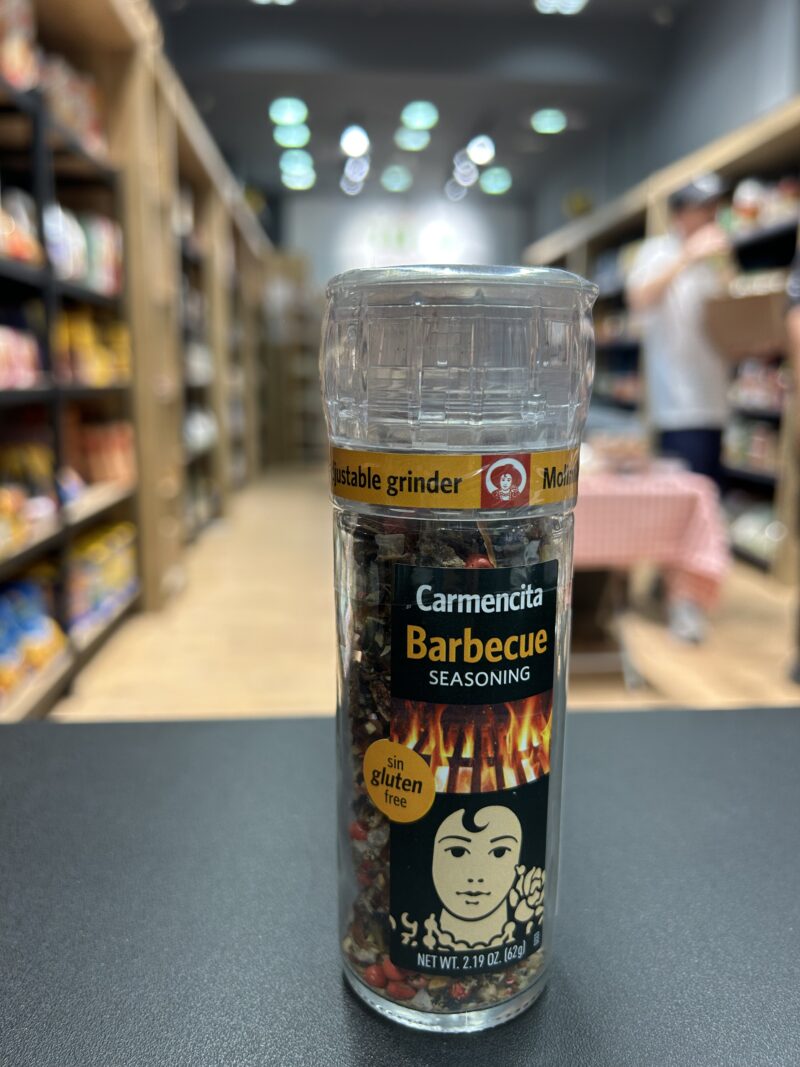 justable grinder Molin
Carmencita
Barbecue
SEASONING
sin
gluten
free
NET WT. 2.19 OZ. (62g)